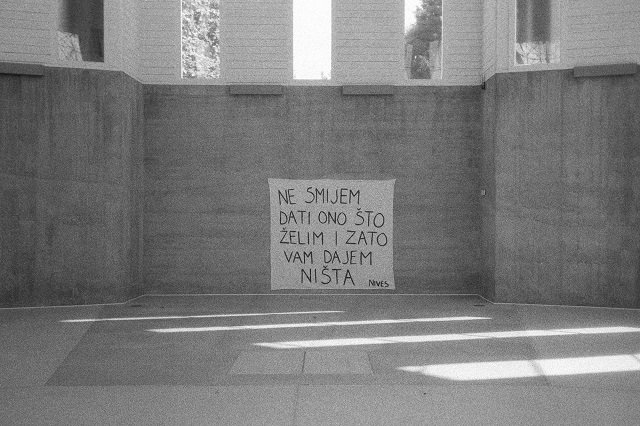 NE SMIJEM
DATI ONO ŠTO
ŽELIM I ZATO
VAM DAJEM
NIŠTA
NIVES